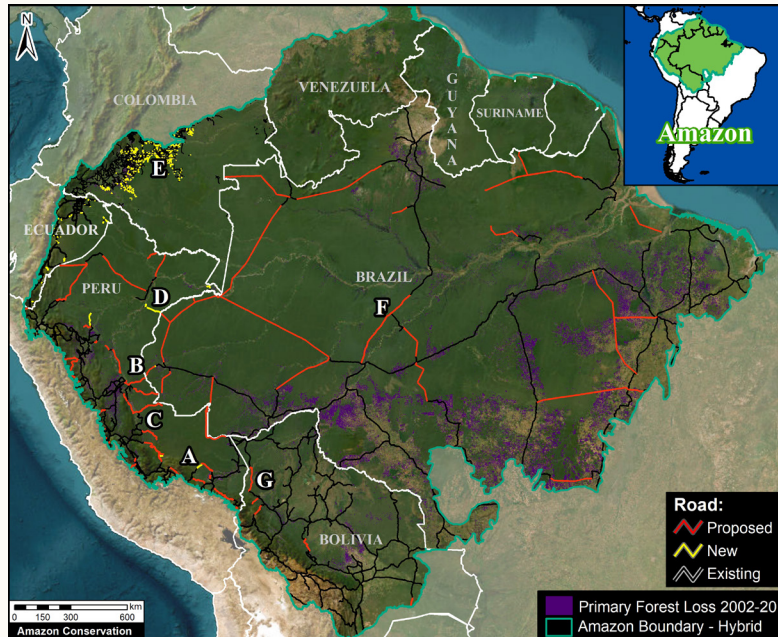 N
COLOMBIA
VENEZUELA
GUYANA
SURINAME
Amazon
E
ECUADOR
PERU
BRAZIL
D
F
B
C
A
G
BOLIVIA
Road:
Proposed
New
Existing
Primary Forest Loss 2002-20
Amazon Boundary - Hybrid
km
0 150 300 600
Amazon Conservation